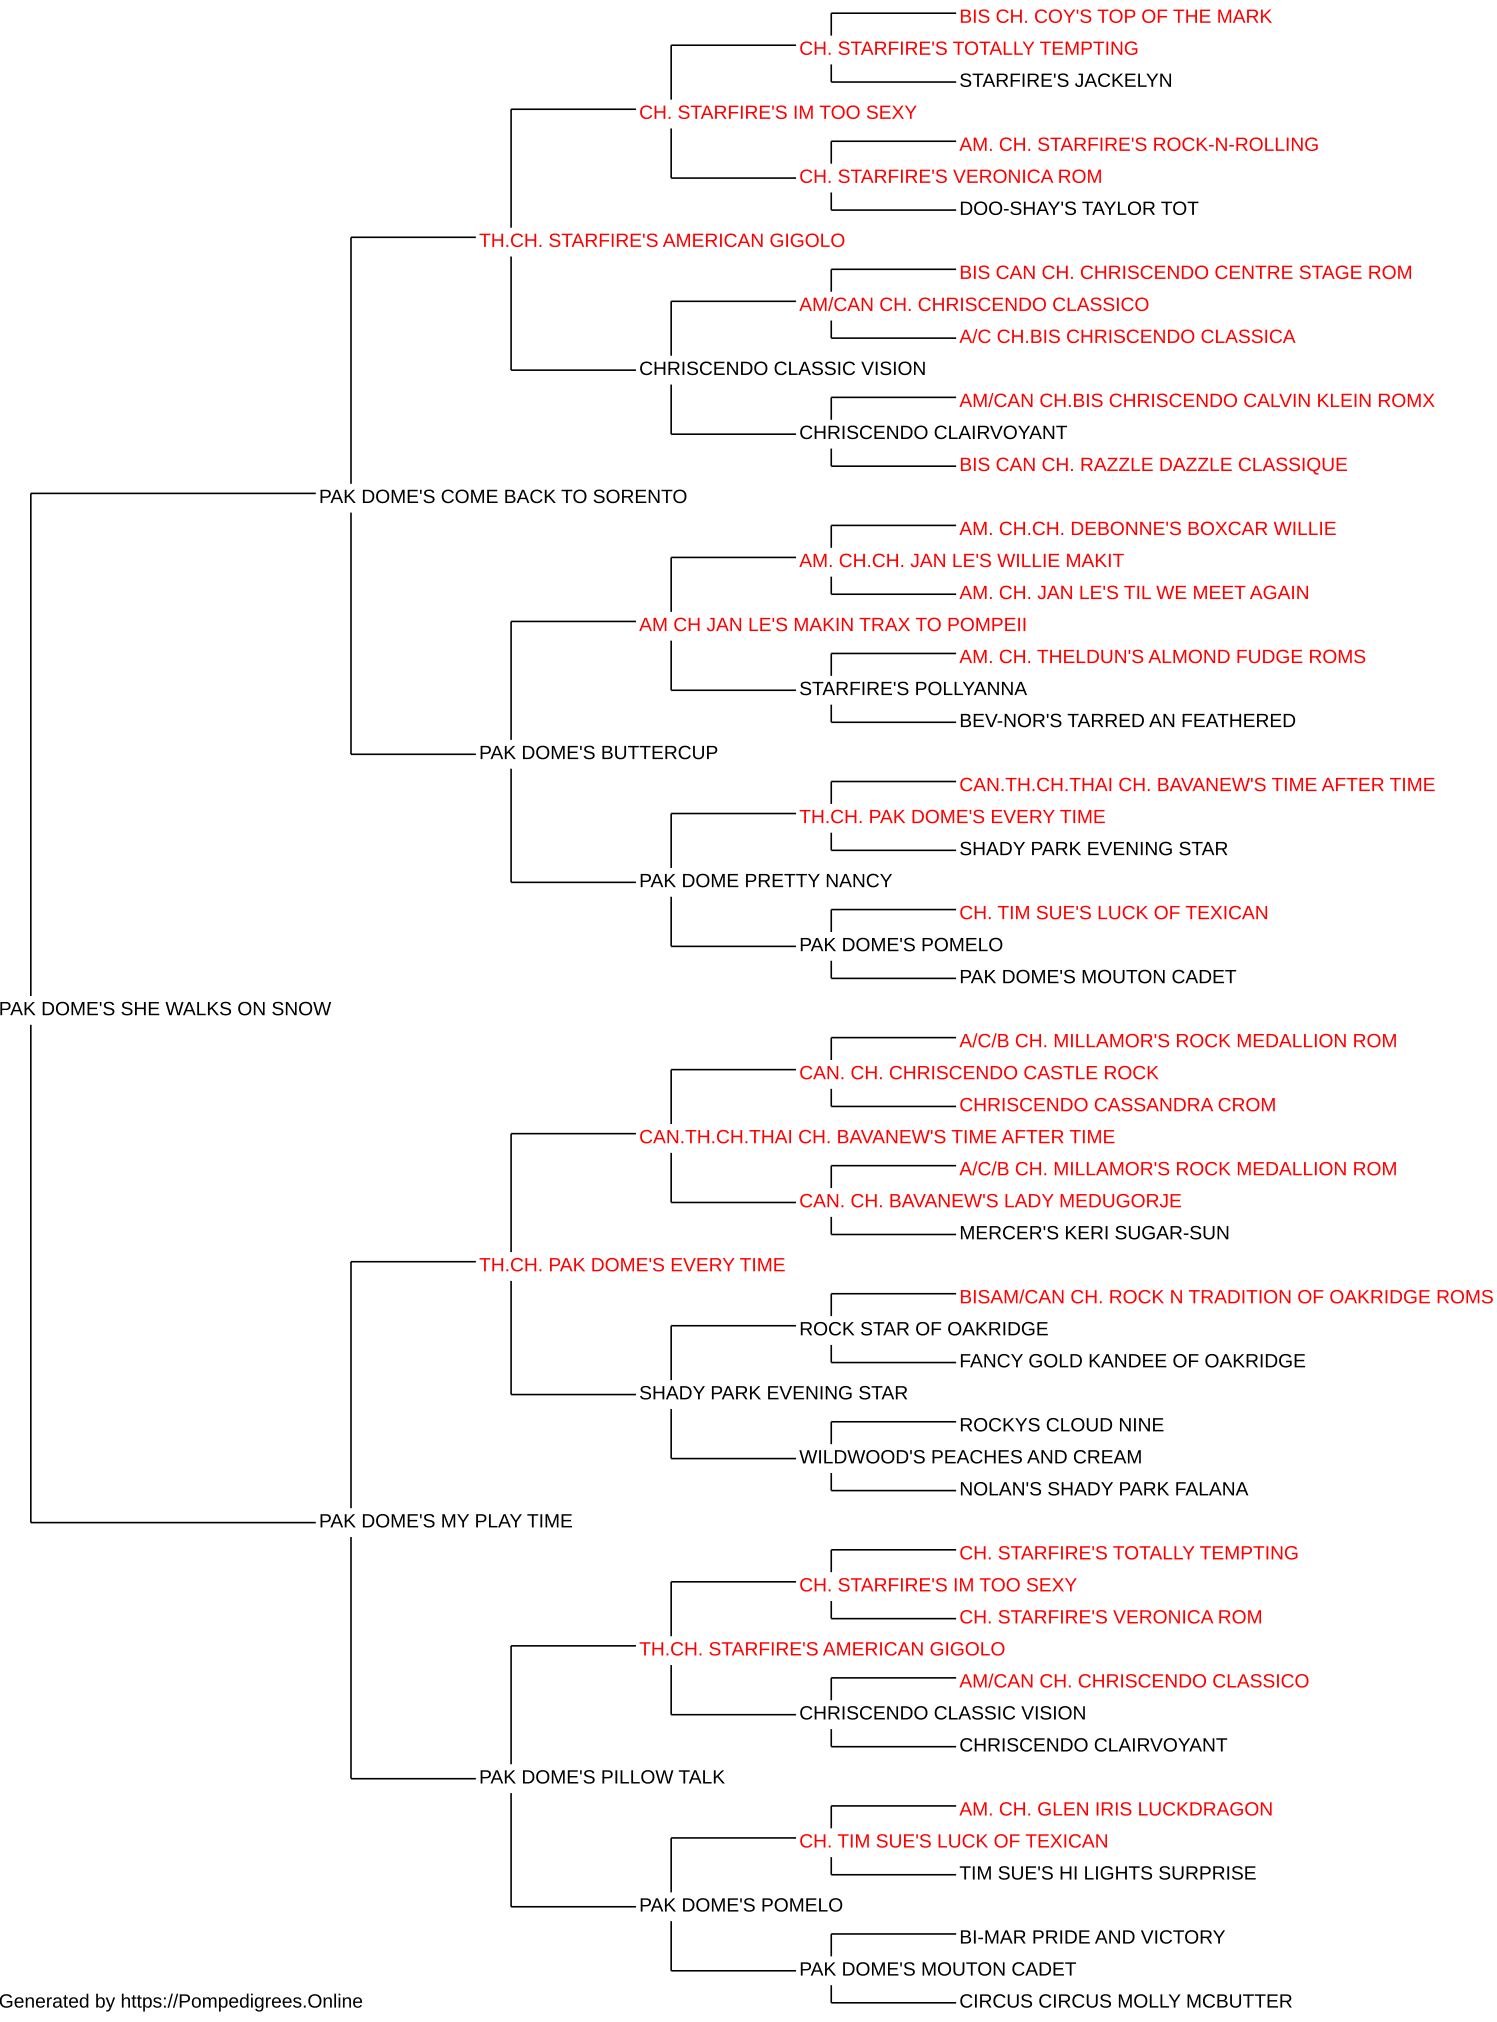 BIS CH. COY'S TOP OF THE MARK
CH. STARFIRE'S TOTALLY TEMPTING
STARFIRE'S JACKELYN
CH. STARFIRE'S IM TOO SEXY
AM. CH. STARFIRE'S ROCK-N-ROLLING
CH. STARFIRE'S VERONICA ROM
DOO-SHAY'S TAYLOR TOT
TH.CH. STARFIRE'S AMERICAN GIGOLO
BIS CAN CH. CHRISCENDO CENTRE STAGE ROM
AM/CAN CH. CHRISCENDO CLASSICO
A/C CH.BIS CHRISCENDO CLASSICA
CHRISCENDO CLASSIC VISION
AM/CAN CH.BIS CHRISCENDO CALVIN KLEIN ROMX
CHRISCENDO CLAIRVOYANT
BIS CAN CH. RAZZLE DAZZLE CLASSIQUE
PAK DOME'S COME BACK TO SORENTO
AM. CH.CH. DEBONNE'S BOXCAR WILLIE
AM. CH.CH. JAN LE'S WILLIE MAKIT
AM. CH. JAN LE'S TIL WE MEET AGAIN
AM CH JAN LE'S MAKIN TRAX TO POMPEII
AM. CH. THELDUN'S ALMOND FUDGE ROMS
STARFIRE'S POLLYANNA
BEV-NOR'S TARRED AN FEATHERED
PAK DOME'S BUTTERCUP
CAN.TH.CH.THAI CH. BAVANEW'S TIME AFTER TIME
TH.CH. PAK DOME'S EVERY TIME
SHADY PARK EVENING STAR
PAK DOME PRETTY NANCY
CH. TIM SUE'S LUCK OF TEXICAN
PAK DOME'S POMELO
PAK DOME'S MOUTON CADET
PAK DOME'S SHE WALKS ON SNOW
A/C/B CH. MILLAMOR'S ROCK MEDALLION ROM
CAN. CH. CHRISCENDO CASTLE ROCK
CHRISCENDO CASSANDRA CROM
CAN.TH.CH.THAI CH. BAVANEW'S TIME AFTER TIME
A/C/B CH. MILLAMOR'S ROCK MEDALLION ROM
CAN. CH. BAVANEW'S LADY MEDUGORJE
MERCER'S KERI SUGAR-SUN
TH.CH. PAK DOME'S EVERY TIME
BISAM/CAN CH. ROCK N TRADITION OF OAKRIDGE ROMS
ROCK STAR OF OAKRIDGE
FANCY GOLD KANDEE OF OAKRIDGE
SHADY PARK EVENING STAR
ROCKYS CLOUD NINE
WILDWOOD'S PEACHES AND CREAM
NOLAN'S SHADY PARK FALANA
PAK DOME'S MY PLAY TIME
CH. STARFIRE'S TOTALLY TEMPTING
CH. STARFIRE'S IM TOO SEXY
CH. STARFIRE'S VERONICA ROM
TH.CH. STARFIRE'S AMERICAN GIGOLO
AM/CAN CH. CHRISCENDO CLASSICO
CHRISCENDO CLASSIC VISION
CHRISCENDO CLAIRVOYANT
PAK DOME'S PILLOW TALK
AM. CH. GLEN IRIS LUCKDRAGON
CH. TIM SUE'S LUCK OF TEXICAN
TIM SUE'S HI LIGHTS SURPRISE
PAK DOME'S POMELO
BI-MAR PRIDE AND VICTORY
PAK DOME'S MOUTON CADET
CIRCUS CIRCUS MOLLY MCBUTTER
Generated by https://Pompedigrees.Online